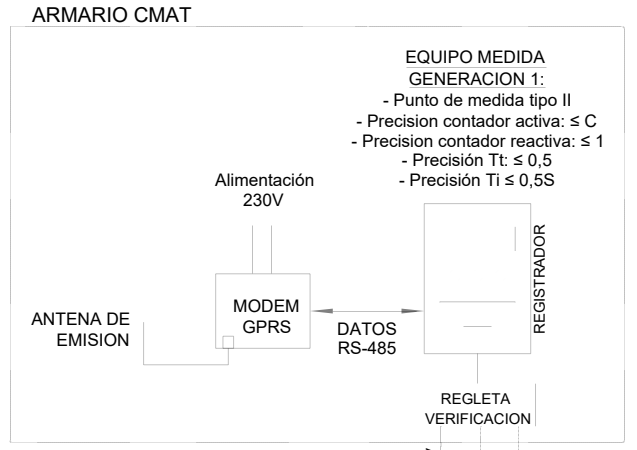 ARMARIO CMAT
EQUIPO MEDIDA
GENERACION 1:
- Punto de medida tipo II
- Precision contador activa: ≤ C
- Precision contador reactiva: ≤ 1
- Precisión Tt: ≤ 0,5
- Precisión Ti ≤ 0,5S
Alimentación
230V
REGISTRADOR
MODEM
GPRS
ANTENA DE
EMISION
DATOS
RS-485
REGLETA
VERIFICACION